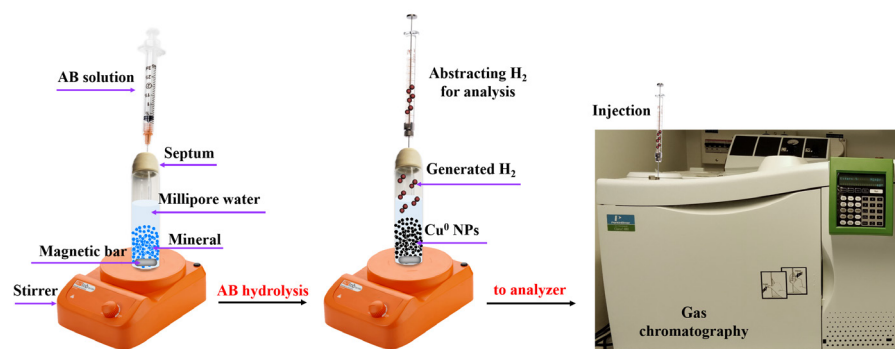 AB solution
Septum
Millipore water
Mineral
Magnetic bar
Stirrer
AB hydrolysis
Abstracting H₂
for analysis
Generated H₂
Cu⁰ NPs
to analyzer
Injection
Gas
chromatography